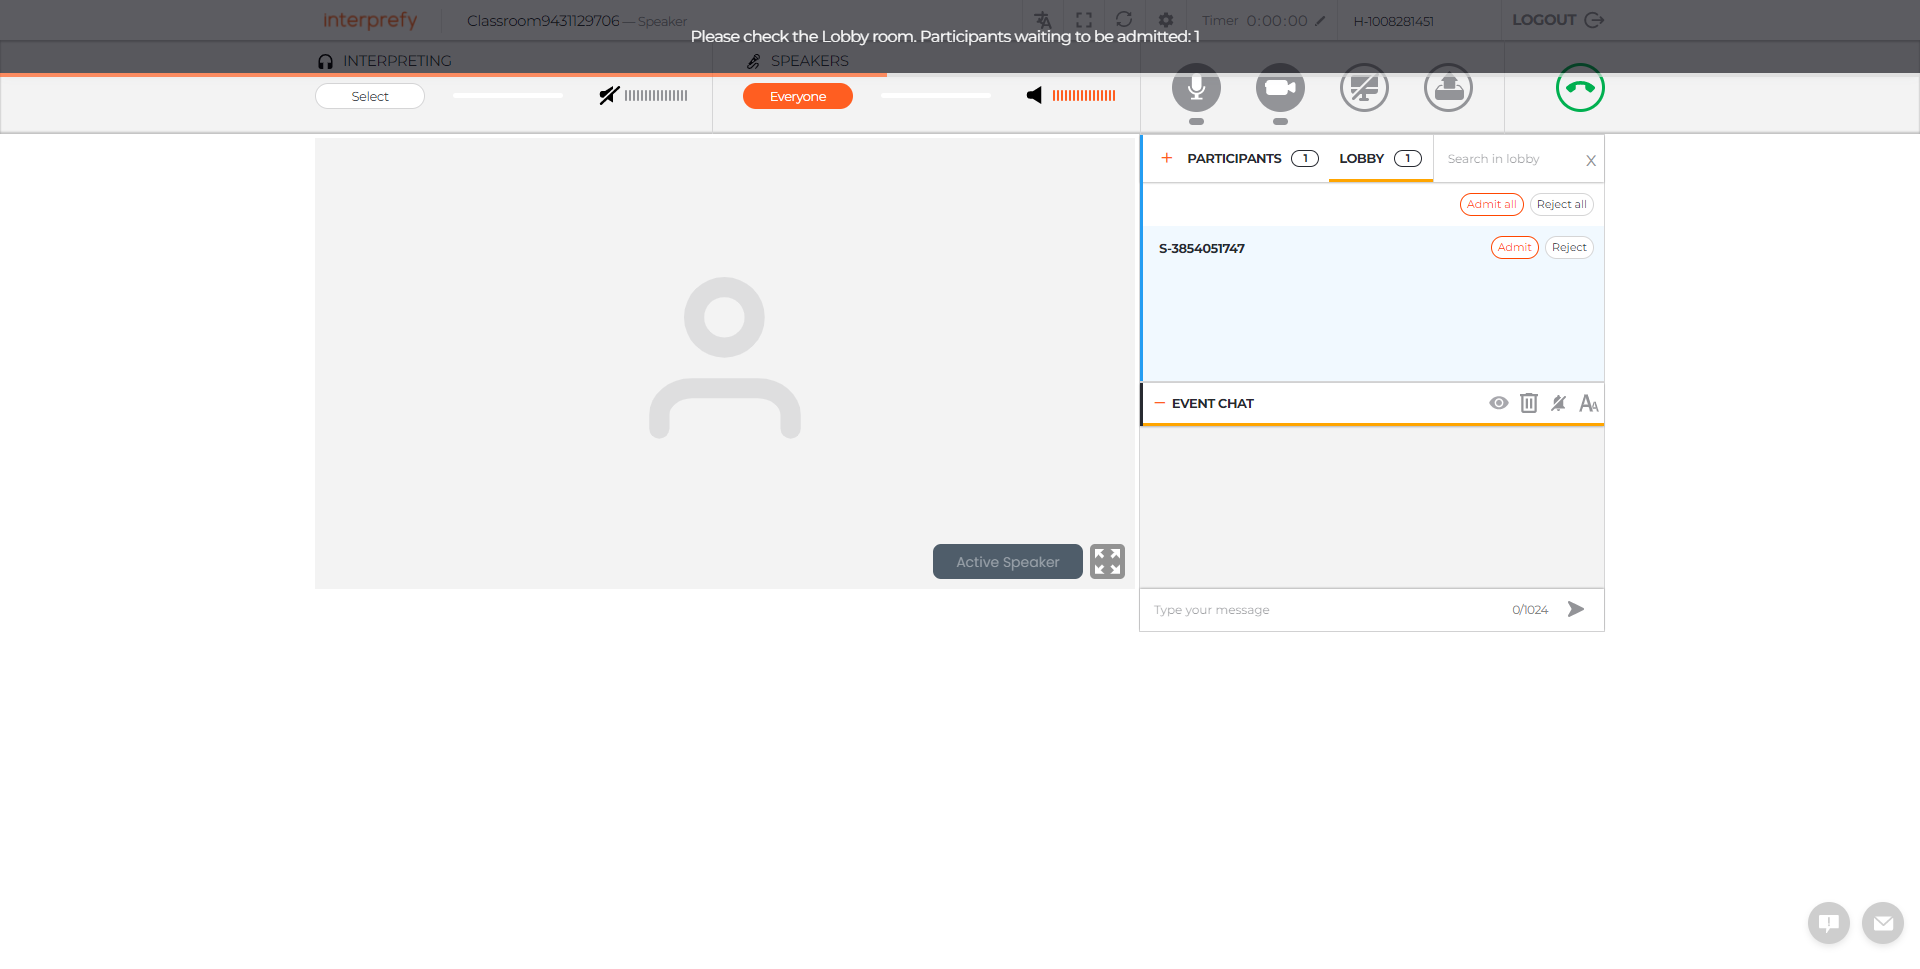 interprefy
Classroom9431129706 — Speaker
Timer 0:00:00
H-1008281451
LOGOUT
Please check the Lobby room. Participants waiting to be admitted: 1
INTERPRETING
SPEAKERS
Select
Everyone
PARTICIPANTS 1
LOBBY 1
Search in lobby
X
Admit all
Reject all
S-3854051747
Admit
Reject
EVENT CHAT
Active Speaker
Type your message
0/1024